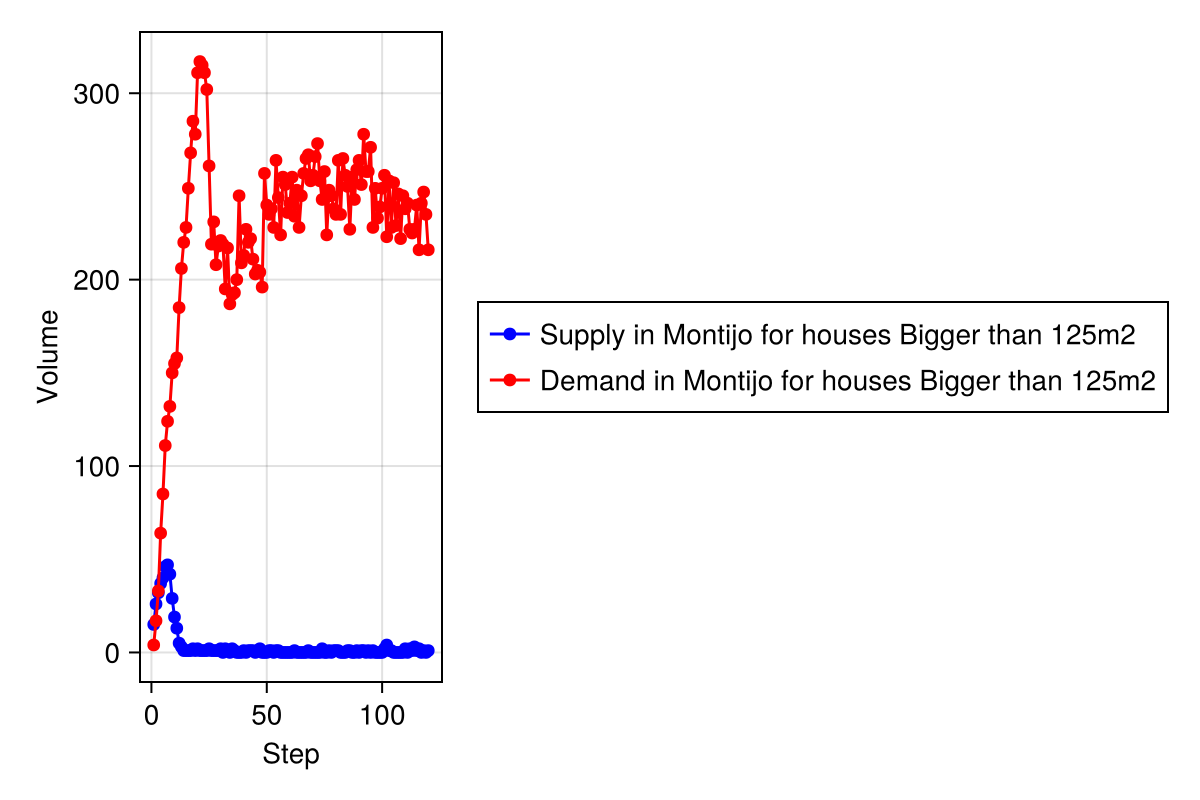 300
200
100
0
Volume
0 50 100
Step
Supply in Montijo for houses Bigger than 125m2
Demand in Montijo for houses Bigger than 125m2